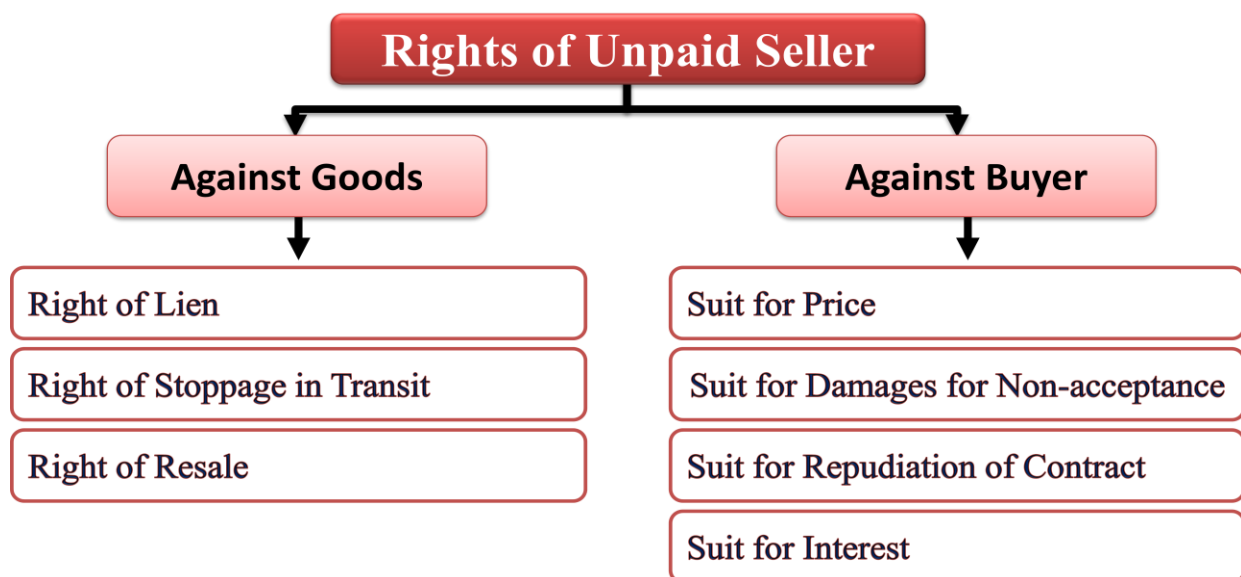 Rights of Unpaid Seller
Against Goods
Right of Lien
Right of Stoppage in Transit
Right of Resale
Against Buyer
Suit for Price
Suit for Damages for Non-acceptance
Suit for Repudiation of Contract
Suit for Interest